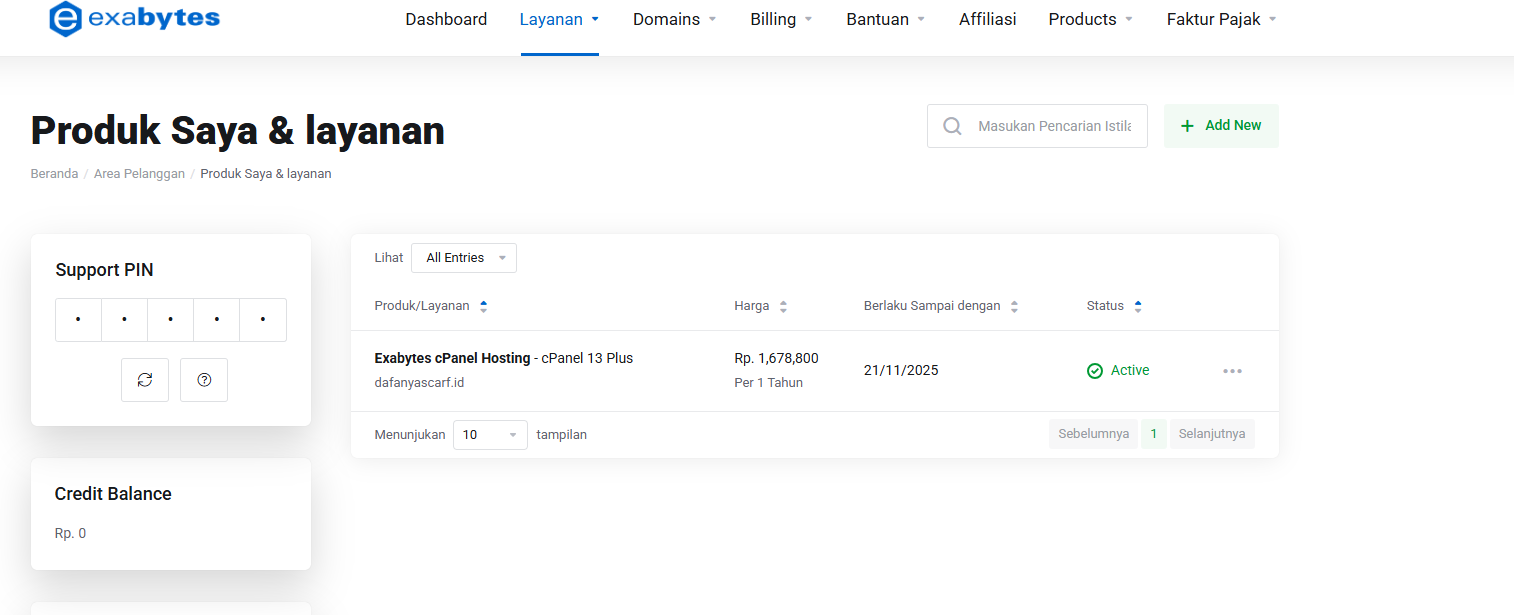 exabytes
Dashboard Layanan Domains Billing Bantuan Affiliasi Products Faktur Pajak
Produk Saya & layanan
Masukan Pencarian Istila
+ Add New
Beranda / Area Pelanggan / Produk Saya & layanan
Support PIN
Lihat All Entries
Produk/Layanan Harga Berlaku Sampai dengan Status
Exabytes cPanel Hosting - cPanel 13 Plus Rp. 1,678,800
dafanyascarf.id Per 1 Tahun
21/11/2025 Active
Menunjukan 10 tampilan Sebelumnya 1 Selanjutnya
Credit Balance
Rp. 0